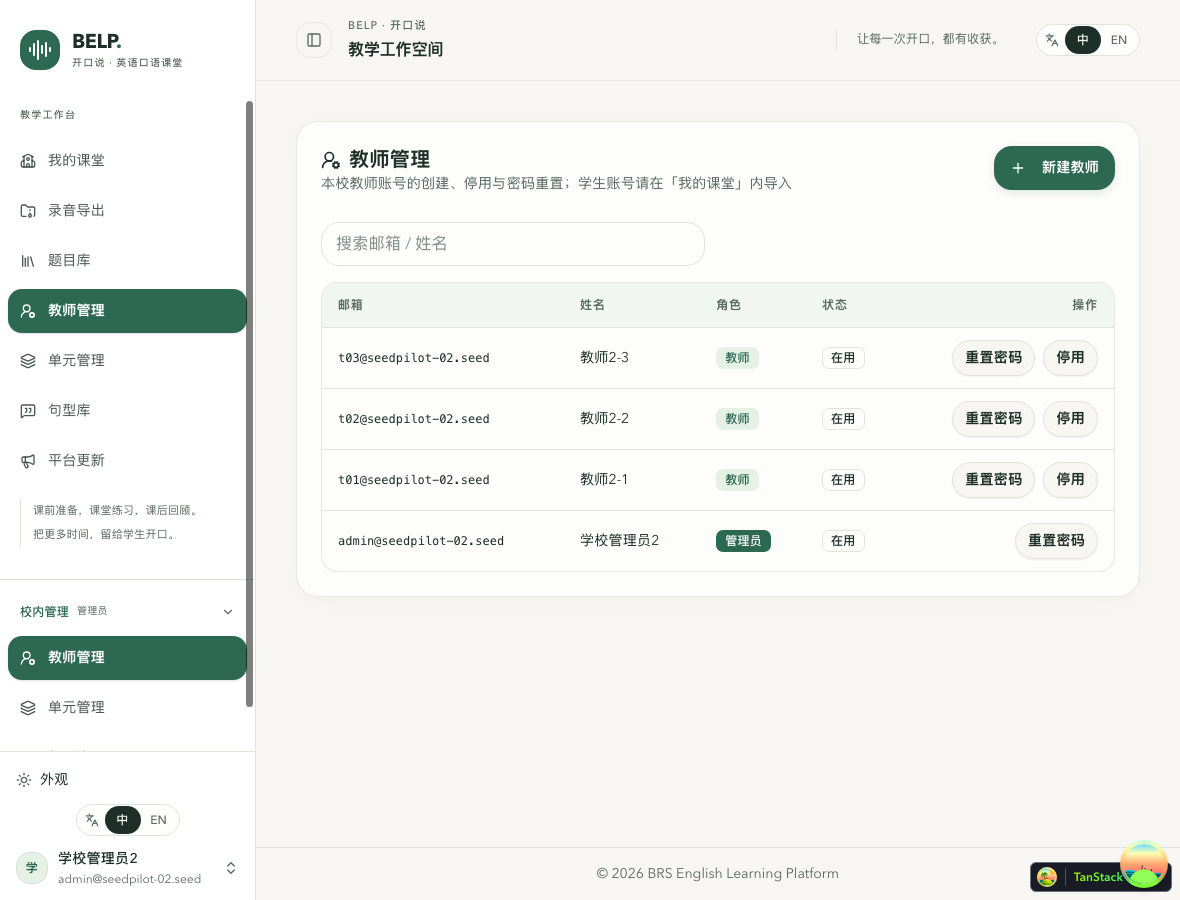 BELP.
开口说 · 英语口语课堂
教学工作台
我的课堂
录音导出
题目库
教师管理
单元管理
句型库
平台更新
课前准备，课堂练习，课后回顾。
把更多时间，留给学生开口。
校内管理 管理员
教师管理
单元管理
外观
中 EN
学
学校管理员2
admin@seedpilot-02.seed
BELP · 开口说
教学工作空间
让每一次开口，都有收获。
中 EN
教师管理
本校教师账号的创建、停用与密码重置；学生账号请在「我的课堂」内导入
新建教师
搜索邮箱 / 姓名
邮箱 姓名 角色 状态 操作
t03@seedpilot-02.seed 教师2-3 教师 在用 重置密码 停用
t02@seedpilot-02.seed 教师2-2 教师 在用 重置密码 停用
t01@seedpilot-02.seed 教师2-1 教师 在用 重置密码 停用
admin@seedpilot-02.seed 学校管理员2 管理员 在用 重置密码
© 2026 BRS English Learning Platform
TanStack